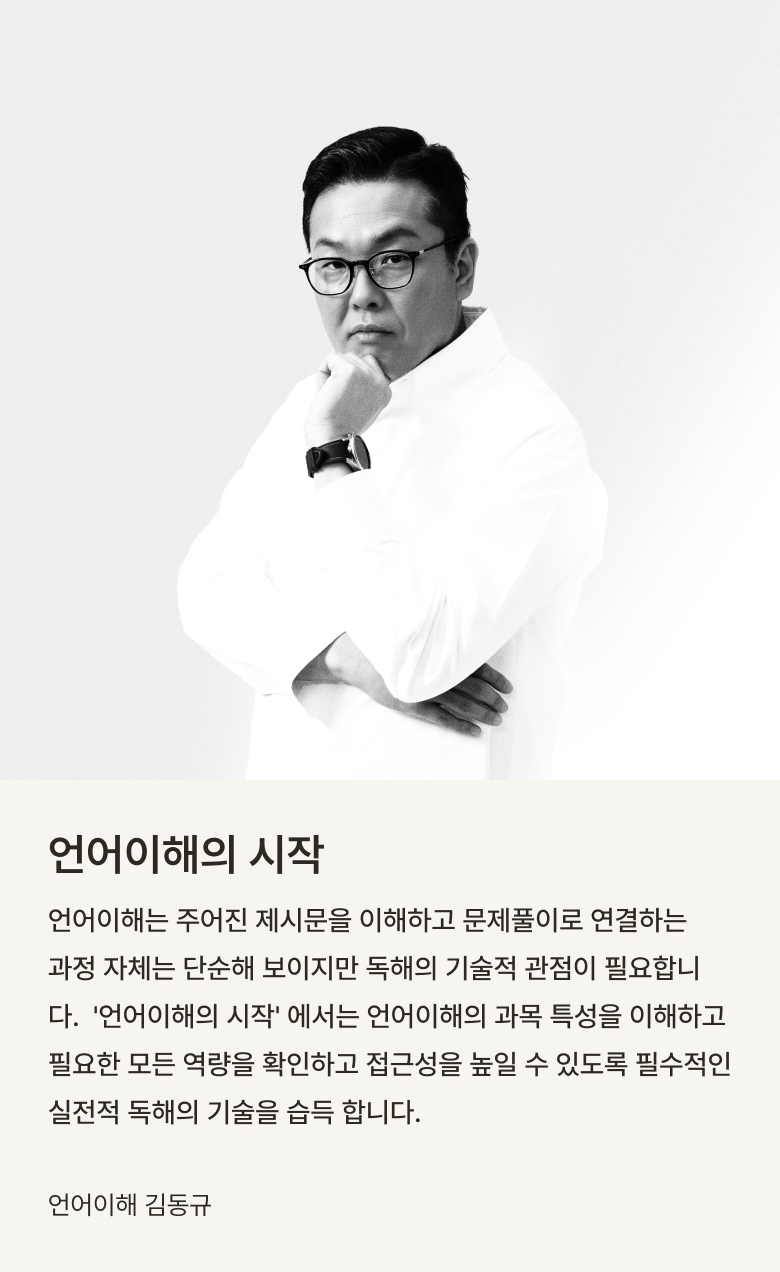 언어이해의 시작
언어이해는 주어진 제시문을 이해하고 문제풀이로 연결하는
과정 자체는 단순해 보이지만 독해의 기술적 관점이 필요합니
다. '언어이해의 시작' 에서는 언어이해의 과목 특성을 이해하고
필요한 모든 역량을 확인하고 접근성을 높일 수 있도록 필수적인
실전적 독해의 기술을 습득 합니다.
언어이해 김동규